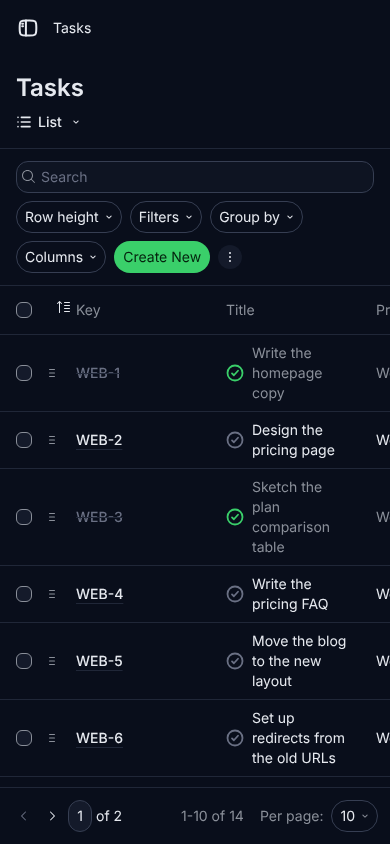 Tasks
Tasks
List
Search
Row height
Filters
Group by
Columns
Create New
Key
Title
Pr
WEB-1
Write the
homepage
copy
W
WEB-2
Design the
pricing page
W
WEB-3
Sketch the
plan
comparison
table
W
WEB-4
Write the
pricing FAQ
W
WEB-5
Move the blog
to the new
layout
W
WEB-6
Set up
redirects from
the old URLs
W
1 of 2
1-10 of 14
Per page:
10